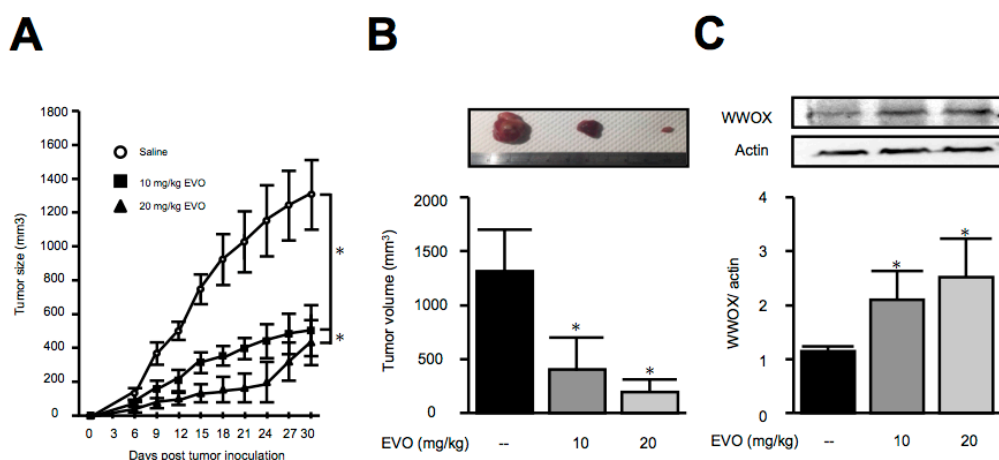 A
B
C
Tumor size (mm3)
1800
1600
1400
1200
1000
800
600
400
200
0
Saline
10 mg/kg EVO
20 mg/kg EVO
*
*
0 3 6 9 12 15 18 21 24 27 30
Days post tumor inoculation
Tumor volume (mm³)
2000
1500
1000
500
0
*
*
EVO (mg/kg) -- 10 20
WWOX
Actin
WWOX/ actin
4
3
2
1
0
*
*
EVO (mg/kg) -- 10 20